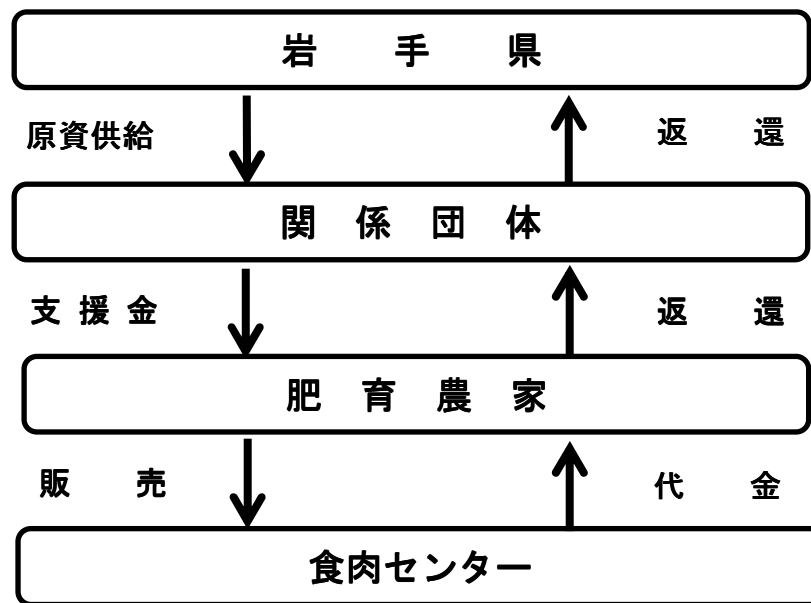 岩手県
原資供給 返還
関係団体
支援金 返還
肥育農家
販売 代金
食肉センター